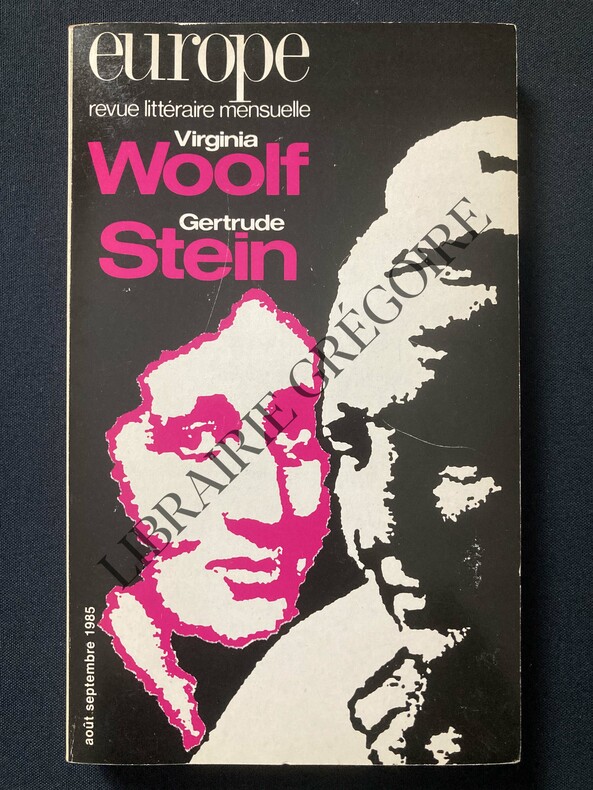 europe
revue littéraire mensuelle
Virginia
Woolf
Gertrude
Stein
août septembre 1985
LIBRAIRIE GRÉGOIRE